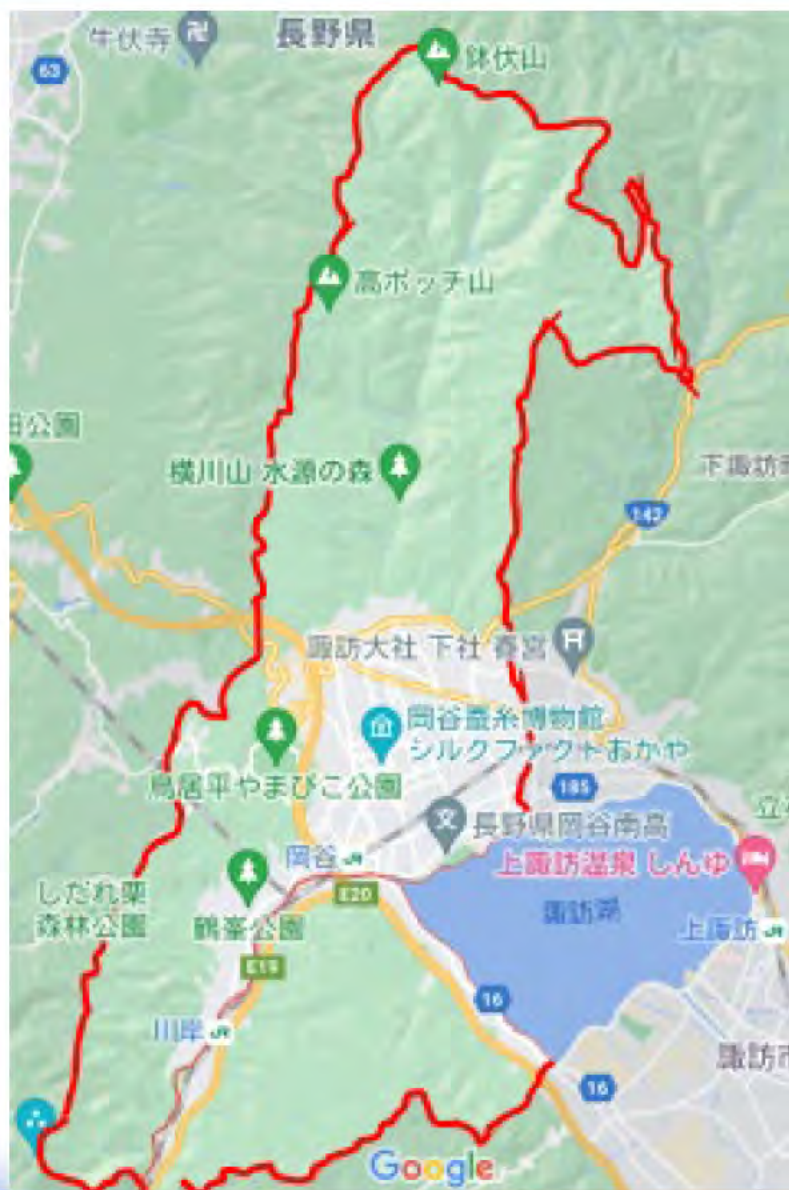 牛伏寺
長野県
63
鉢伏山
高ボッチ山
田公園
横川山 水源の森
下諏訪
142
諏訪大社 下社 春宮
岡谷蚕糸博物館
シルクファクトおかや
鳥居平やまびこ公園
185
長野県岡谷南高
岡谷 JR
上諏訪温泉 しんゆ
しだれ栗
森林公園
E20
諏訪湖
鶴峯公園
上諏訪 JR
E19
16
川岸 JR
諏訪市
16
Google